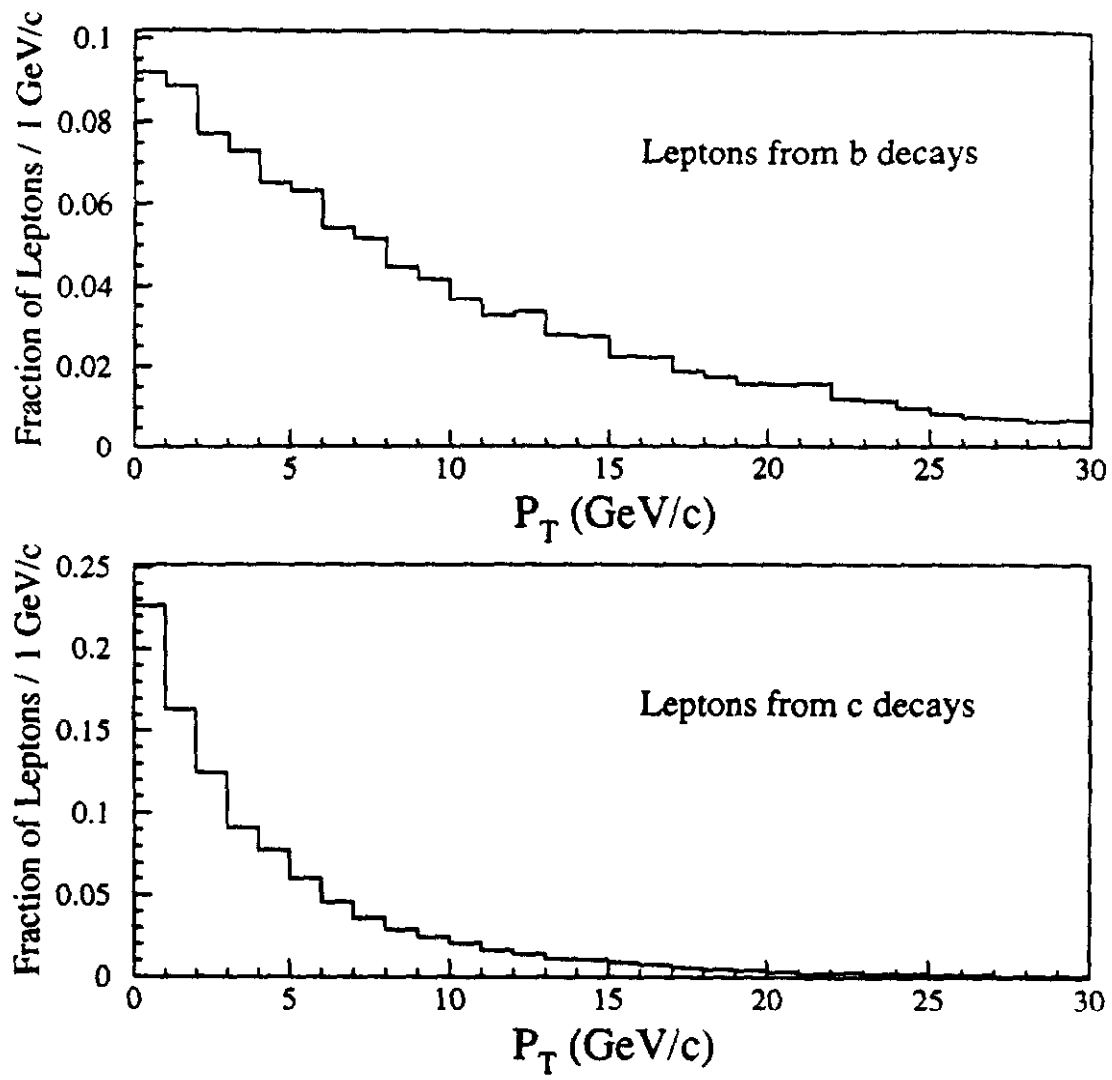 Fraction of Leptons / 1 GeV/c
0.1
0.08
0.06
0.04
0.02
0
Leptons from b decays
0 5 10 15 20 25 30
P_T (GeV/c)
Fraction of Leptons / 1 GeV/c
0.25
0.2
0.15
0.1
0.05
0
Leptons from c decays
0 5 10 15 20 25 30
P_T (GeV/c)